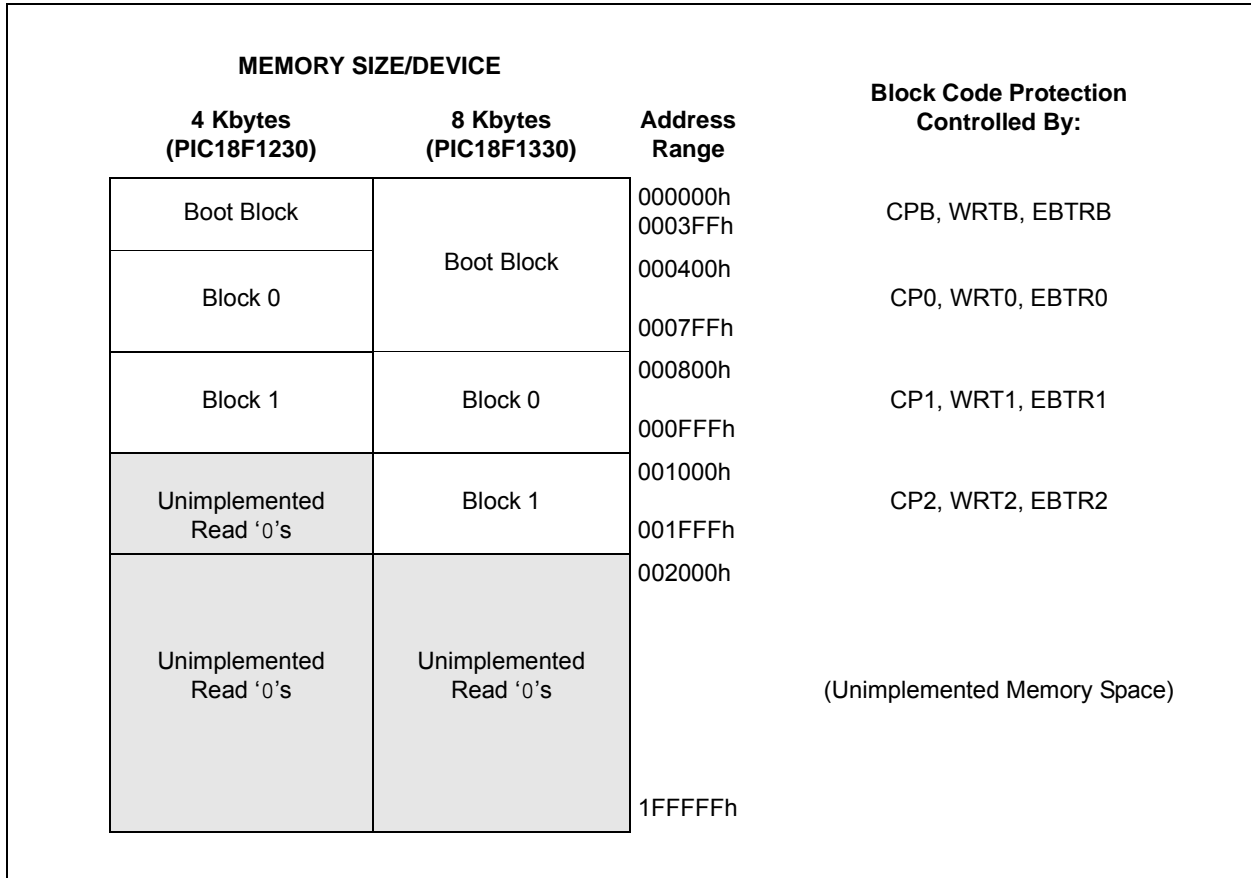 MEMORY SIZE/DEVICE
Block Code Protection
Controlled By:
4 Kbytes
(PIC18F1230)
8 Kbytes
(PIC18F1330)
Address
Range
Boot Block
Boot Block
000000h
0003FFh
CPB, WRTB, EBTRB
Block 0
000400h
0007FFh
CP0, WRT0, EBTR0
Block 1
Block 0
000800h
000FFFh
CP1, WRT1, EBTR1
Unimplemented
Read ‘0’s
Block 1
001000h
001FFFh
CP2, WRT2, EBTR2
002000h
Unimplemented
Read ‘0’s
Unimplemented
Read ‘0’s
(Unimplemented Memory Space)
1FFFFFh